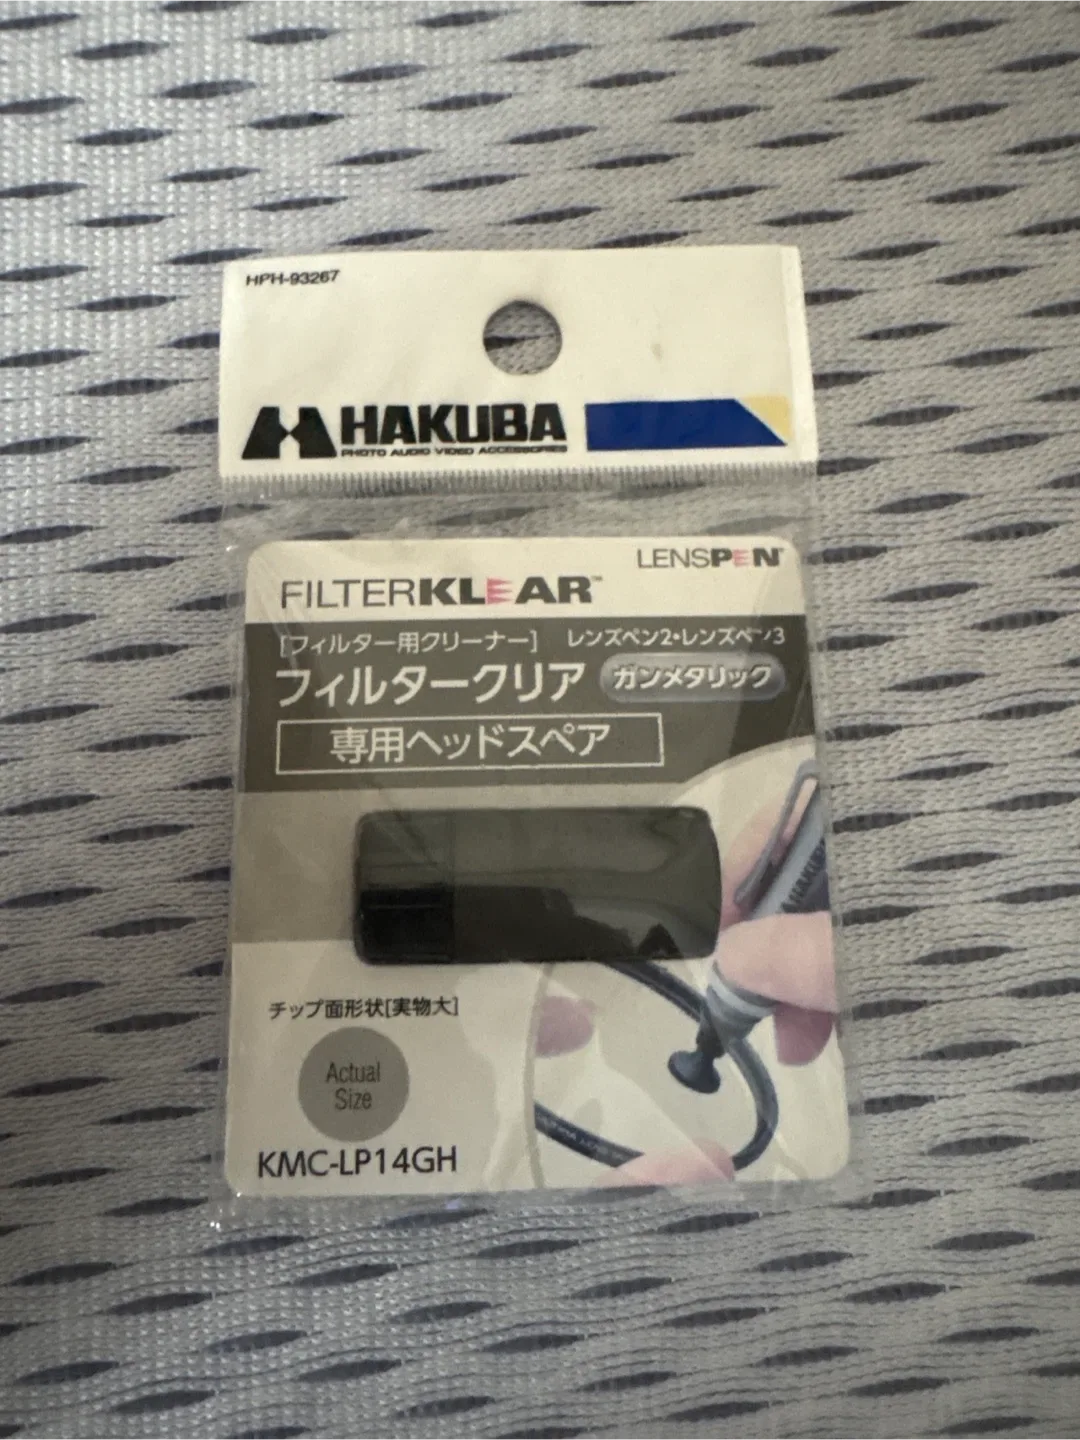 HPH-93267
HAKUBA
PHOTO AUDIO VIDEO ACCESSORIES
LENSPEN
FILTERKLEAR™
[フィルター用クリーナー] レンズペン2・レンズペン3
フィルタークリア ガンメタリック
専用ヘッドスペア
HAKUBA
チップ面形状[実物大]
Actual
Size
KMC-LP14GH